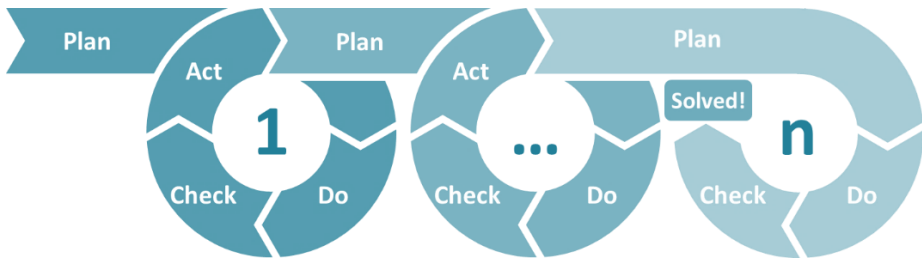 Plan
Act
1
Check
Do
Plan
Act
...
Check
Do
Plan
Solved!
n
Check
Do